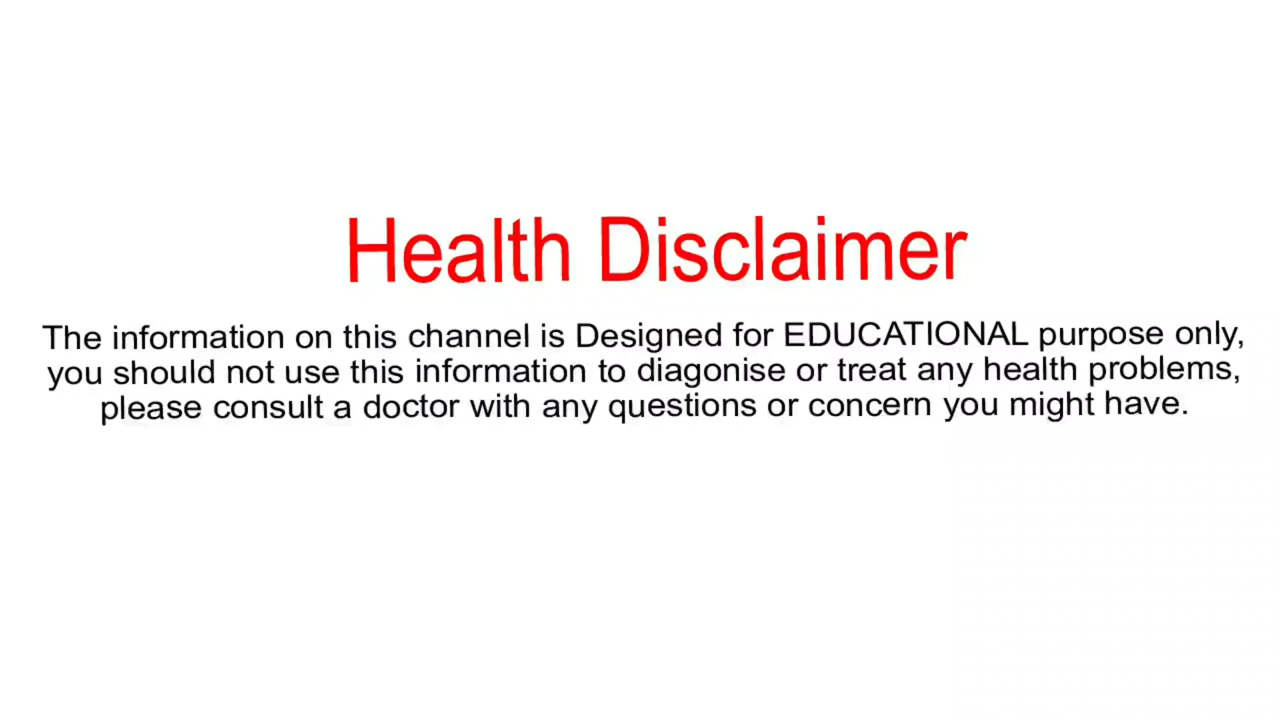 Health Disclaimer
The information on this channel is Designed for EDUCATIONAL purpose only,
you should not use this information to diagonise or treat any health problems,
please consult a doctor with any questions or concern you might have.